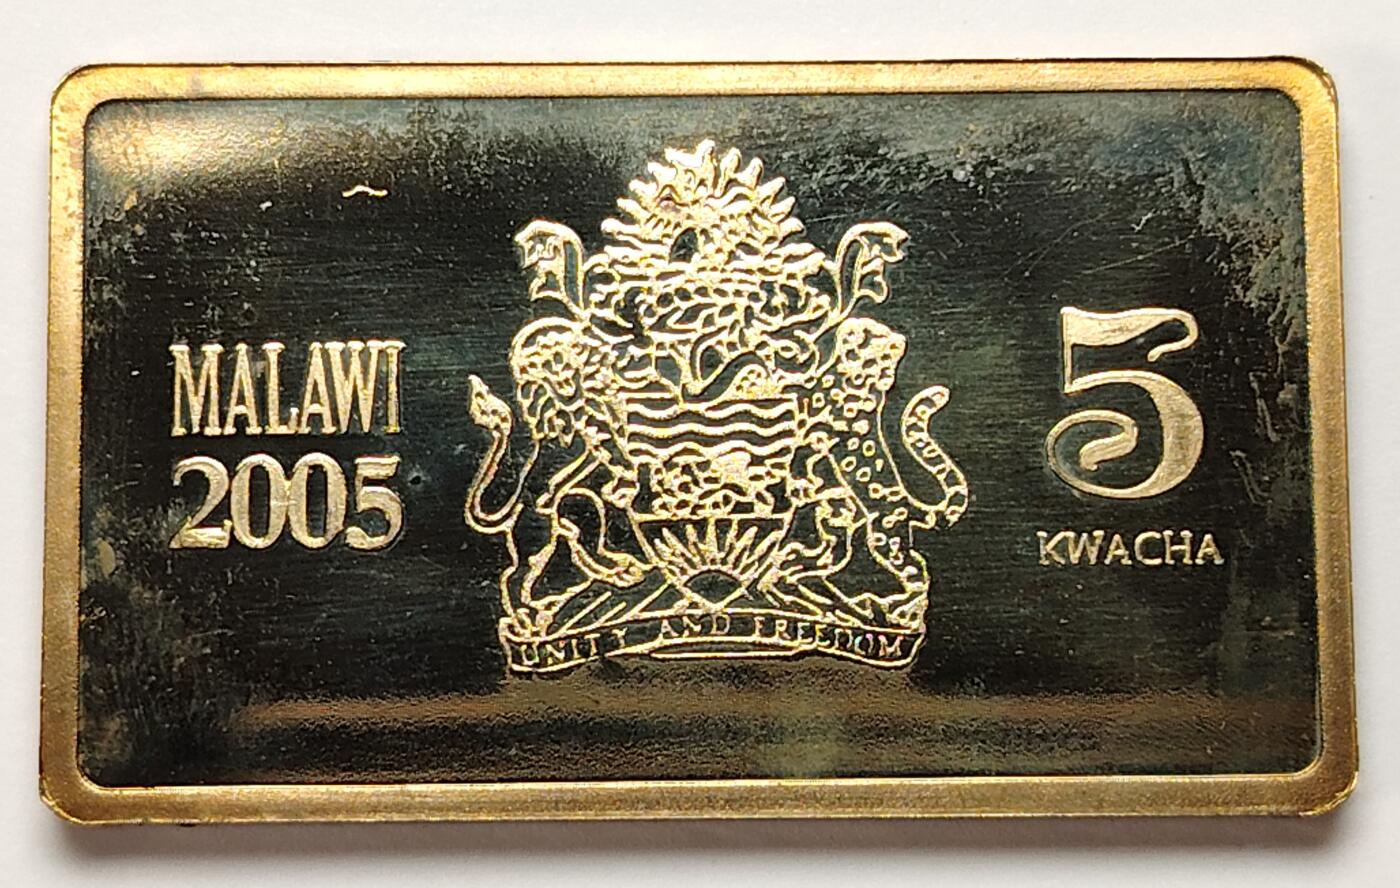 MALAWI
2005
5
KWACHA
UNITY AND FREEDOM